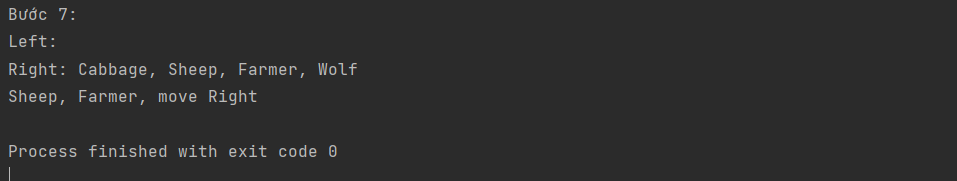 Bước 7:
Left:
Right: Cabbage, Sheep, Farmer, Wolf
Sheep, Farmer, move Right
Process finished with exit code 0